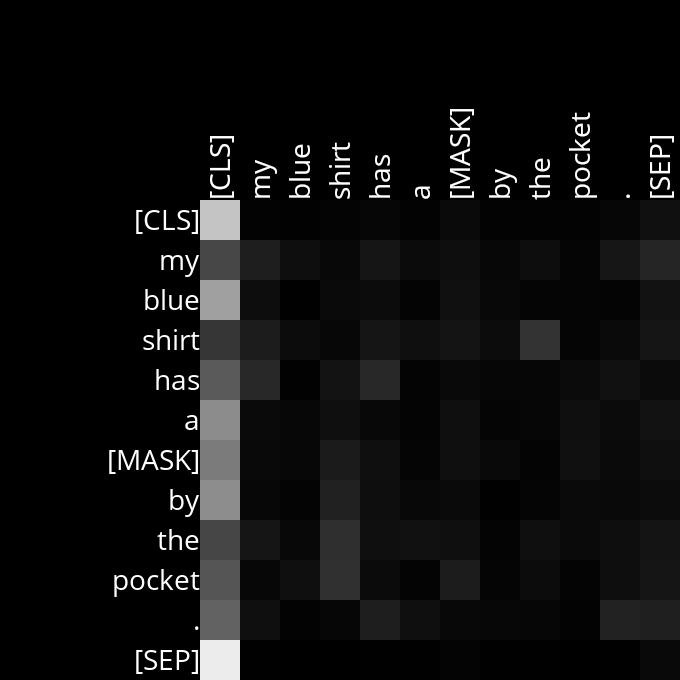 [CLS] my blue shirt has a [MASK] by the pocket . [SEP]
[CLS]
my
blue
shirt
has
a
[MASK]
by
the
pocket
.
[SEP]